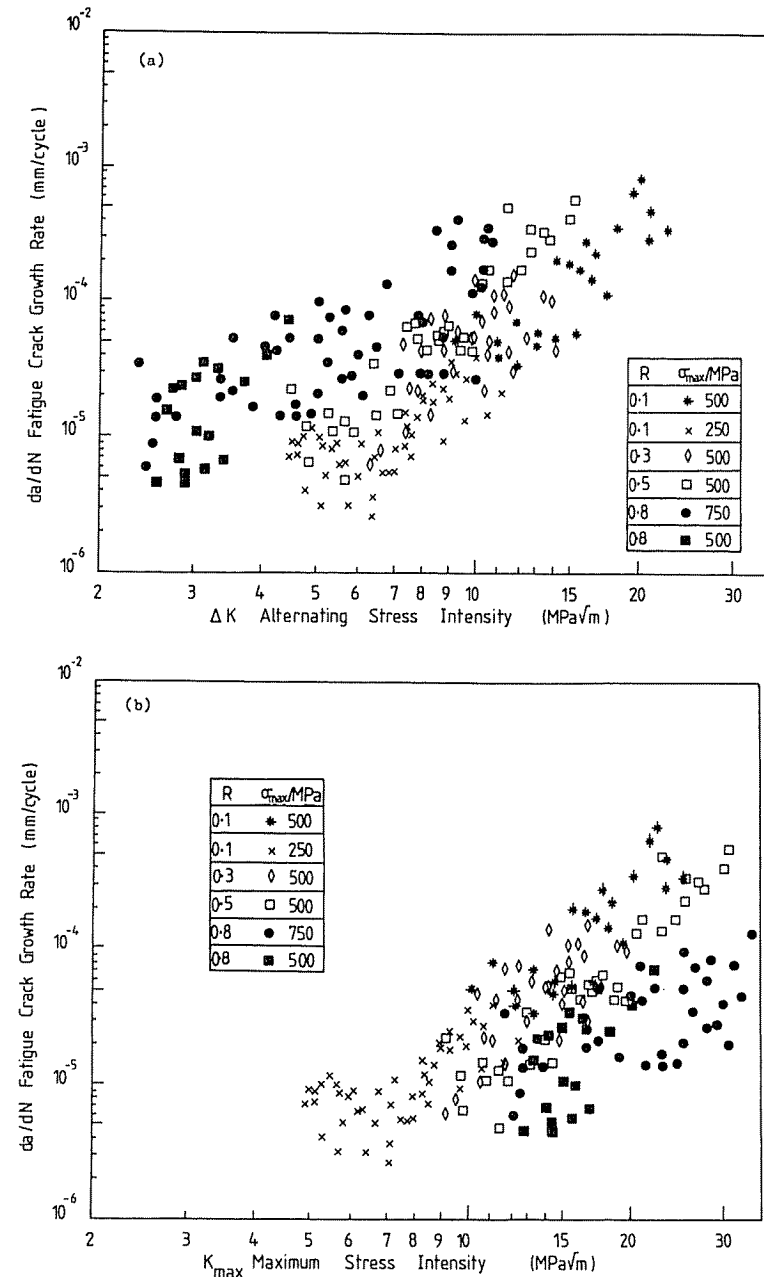 (a)
10⁻²
10⁻³
10⁻⁴
10⁻⁵
10⁻⁶
da/dN Fatigue Crack Growth Rate (mm/cycle)
R σmax/MPa
0·1 ✶ 500
0·1 × 250
0·3 ◊ 500
0·5 □ 500
0·8 ● 750
0·8 ■ 500
2 3 4 5 6 7 8 9 10 15 20 30
ΔK Alternating Stress Intensity (MPa√m)
(b)
10⁻²
10⁻³
10⁻⁴
10⁻⁵
10⁻⁶
da/dN Fatigue Crack Growth Rate (mm/cycle)
R σmax/MPa
0·1 ✶ 500
0·1 × 250
0·3 ◊ 500
0·5 □ 500
0·8 ● 750
0·8 ■ 500
2 3 4 5 6 7 8 9 10 15 20 30
Kmax Maximum Stress Intensity (MPa√m)